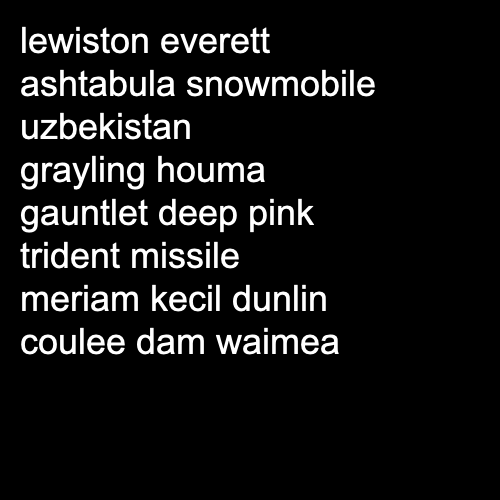 lewiston everett
ashtabula snowmobile
uzbekistan
grayling houma
gauntlet deep pink
trident missile
meriam kecil dunlin
coulee dam waimea